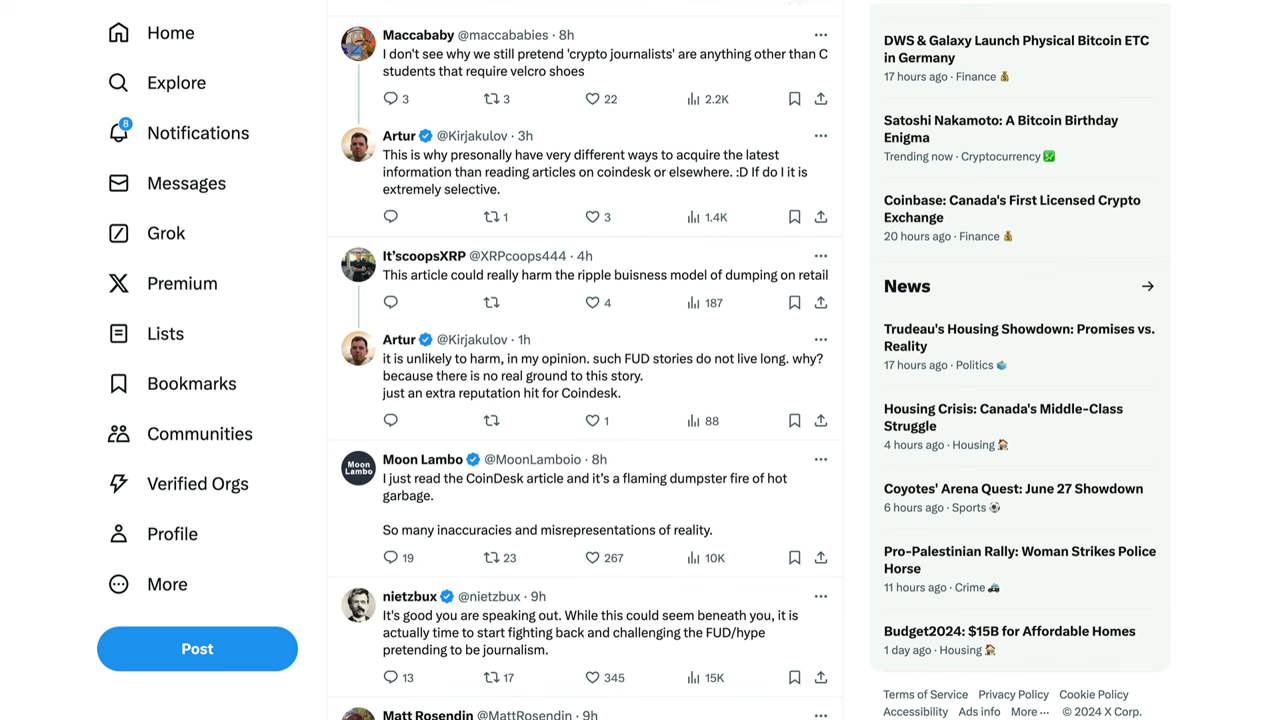 Home
Explore
8
Notifications
Messages
Grok
Premium
Lists
Bookmarks
Communities
Verified Orgs
Profile
More
Post
Maccababy @maccababies · 8h
I don't see why we still pretend 'crypto journalists' are anything other than C
students that require velcro shoes
3 3 22 2.2K
Artur @Kirjakulov · 3h
This is why presonally have very different ways to acquire the latest
information than reading articles on coindesk or elsewhere. :D If do I it is
extremely selective.
1 3 1.4K
It'scoopsXRP @XRPcoops444 · 4h
This article could really harm the ripple buisness model of dumping on retail
4 187
Artur @Kirjakulov · 1h
it is unlikely to harm, in my opinion. such FUD stories do not live long. why?
because there is no real ground to this story.
just an extra reputation hit for Coindesk.
1 88
Moon
Lambo
Moon Lambo @MoonLamboio · 8h
I just read the CoinDesk article and it's a flaming dumpster fire of hot
garbage.
So many inaccuracies and misrepresentations of reality.
19 23 267 10K
nietzbux @nietzbux · 9h
It's good you are speaking out. While this could seem beneath you, it is
actually time to start fighting back and challenging the FUD/hype
pretending to be journalism.
13 17 345 15K
Matt Rosendin @MattRosendin · 9h
DWS & Galaxy Launch Physical Bitcoin ETC
in Germany
17 hours ago · Finance
Satoshi Nakamoto: A Bitcoin Birthday
Enigma
Trending now · Cryptocurrency
Coinbase: Canada's First Licensed Crypto
Exchange
20 hours ago · Finance
News
Trudeau's Housing Showdown: Promises vs.
Reality
17 hours ago · Politics
Housing Crisis: Canada's Middle-Class
Struggle
4 hours ago · Housing
Coyotes' Arena Quest: June 27 Showdown
6 hours ago · Sports
Pro-Palestinian Rally: Woman Strikes Police
Horse
11 hours ago · Crime
Budget2024: $15B for Affordable Homes
1 day ago · Housing
Terms of Service Privacy Policy Cookie Policy
Accessibility Ads info More ··· © 2024 X Corp.